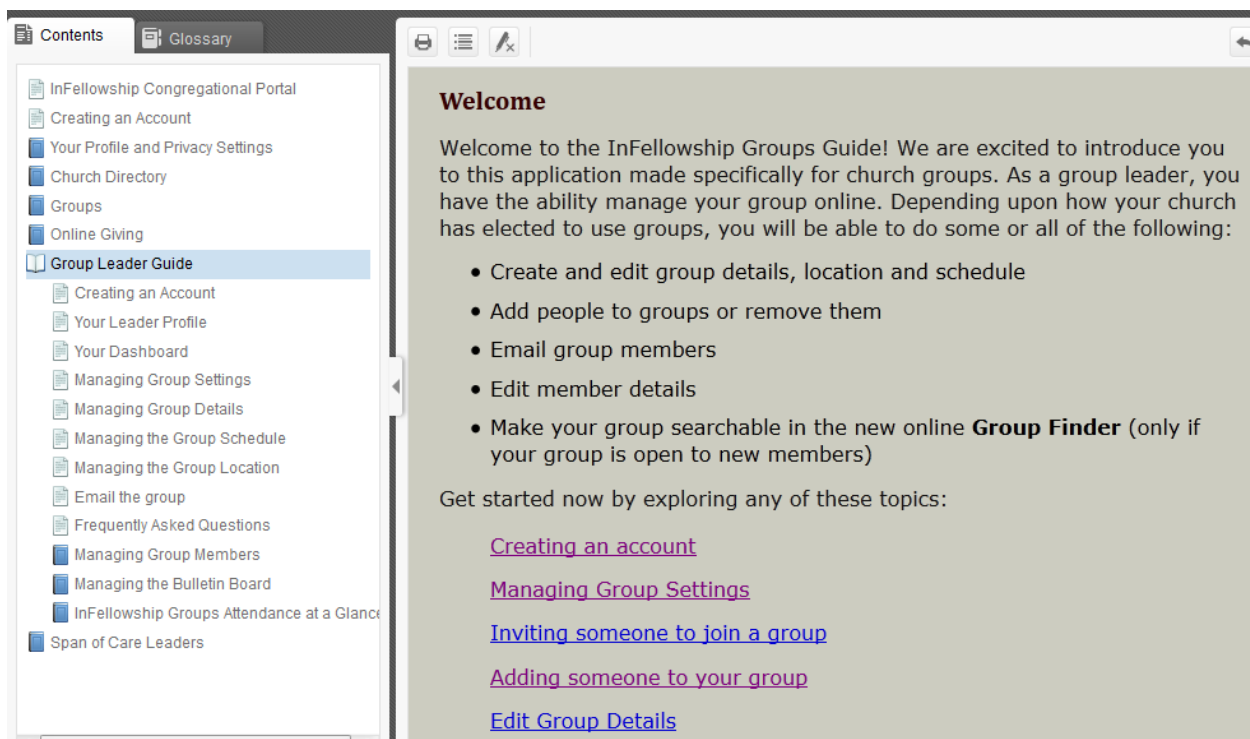 Contents
Glossary
InFellowship Congregational Portal
Creating an Account
Your Profile and Privacy Settings
Church Directory
Groups
Online Giving
Group Leader Guide
Creating an Account
Your Leader Profile
Your Dashboard
Managing Group Settings
Managing Group Details
Managing the Group Schedule
Managing the Group Location
Email the group
Frequently Asked Questions
Managing Group Members
Managing the Bulletin Board
InFellowship Groups Attendance at a Glance
Span of Care Leaders
Welcome
Welcome to the InFellowship Groups Guide! We are excited to introduce you
to this application made specifically for church groups. As a group leader, you
have the ability manage your group online. Depending upon how your church
has elected to use groups, you will be able to do some or all of the following:
• Create and edit group details, location and schedule
• Add people to groups or remove them
• Email group members
• Edit member details
• Make your group searchable in the new online Group Finder (only if
your group is open to new members)
Get started now by exploring any of these topics:
Creating an account
Managing Group Settings
Inviting someone to join a group
Adding someone to your group
Edit Group Details